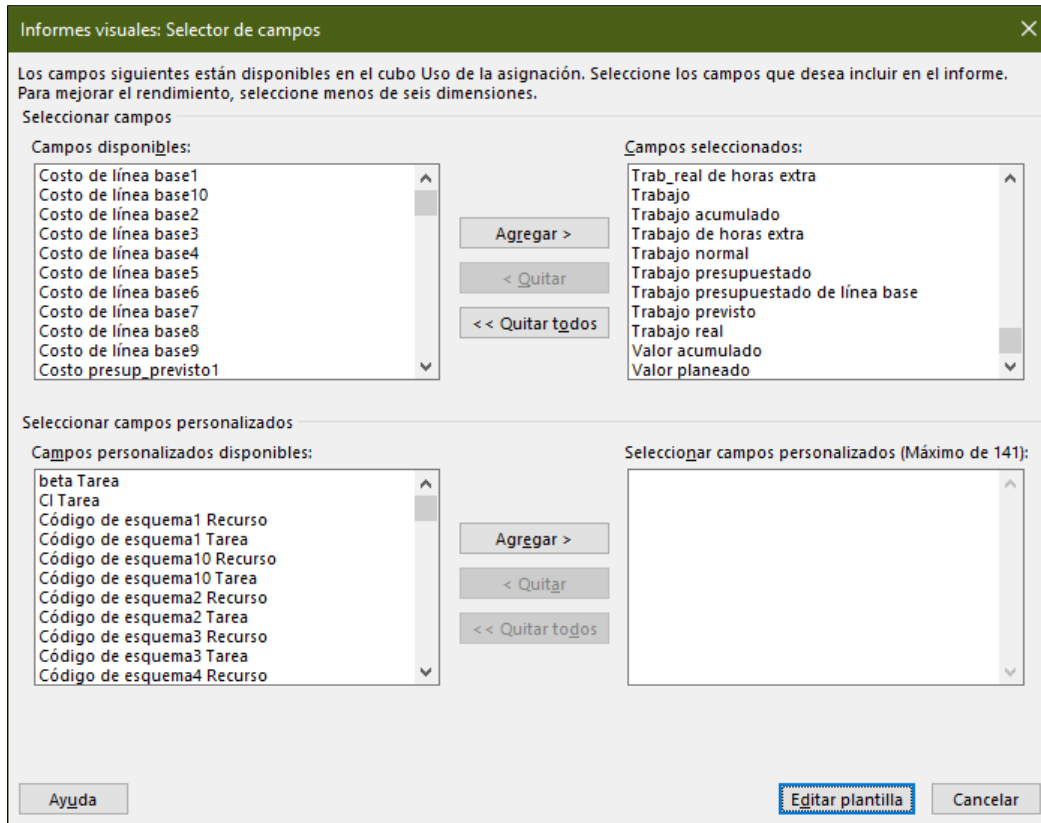 Informes visuales: Selector de campos
Los campos siguientes están disponibles en el cubo Uso de la asignación. Seleccione los campos que desea incluir en el informe.
Para mejorar el rendimiento, seleccione menos de seis dimensiones.
Seleccionar campos
Campos disponibles:
Costo de línea base1
Costo de línea base10
Costo de línea base2
Costo de línea base3
Costo de línea base4
Costo de línea base5
Costo de línea base6
Costo de línea base7
Costo de línea base8
Costo de línea base9
Costo presup_previsto1
Agregar >
< Quitar
<< Quitar todos
Campos seleccionados:
Trab_real de horas extra
Trabajo
Trabajo acumulado
Trabajo de horas extra
Trabajo normal
Trabajo presupuestado
Trabajo presupuestado de línea base
Trabajo previsto
Trabajo real
Valor acumulado
Valor planeado
Seleccionar campos personalizados
Campos personalizados disponibles:
beta Tarea
CI Tarea
Código de esquema1 Recurso
Código de esquema1 Tarea
Código de esquema10 Recurso
Código de esquema10 Tarea
Código de esquema2 Recurso
Código de esquema2 Tarea
Código de esquema3 Recurso
Código de esquema3 Tarea
Código de esquema4 Recurso
Agregar >
< Quitar
<< Quitar todos
Seleccionar campos personalizados (Máximo de 141):
Ayuda
Editar plantilla
Cancelar